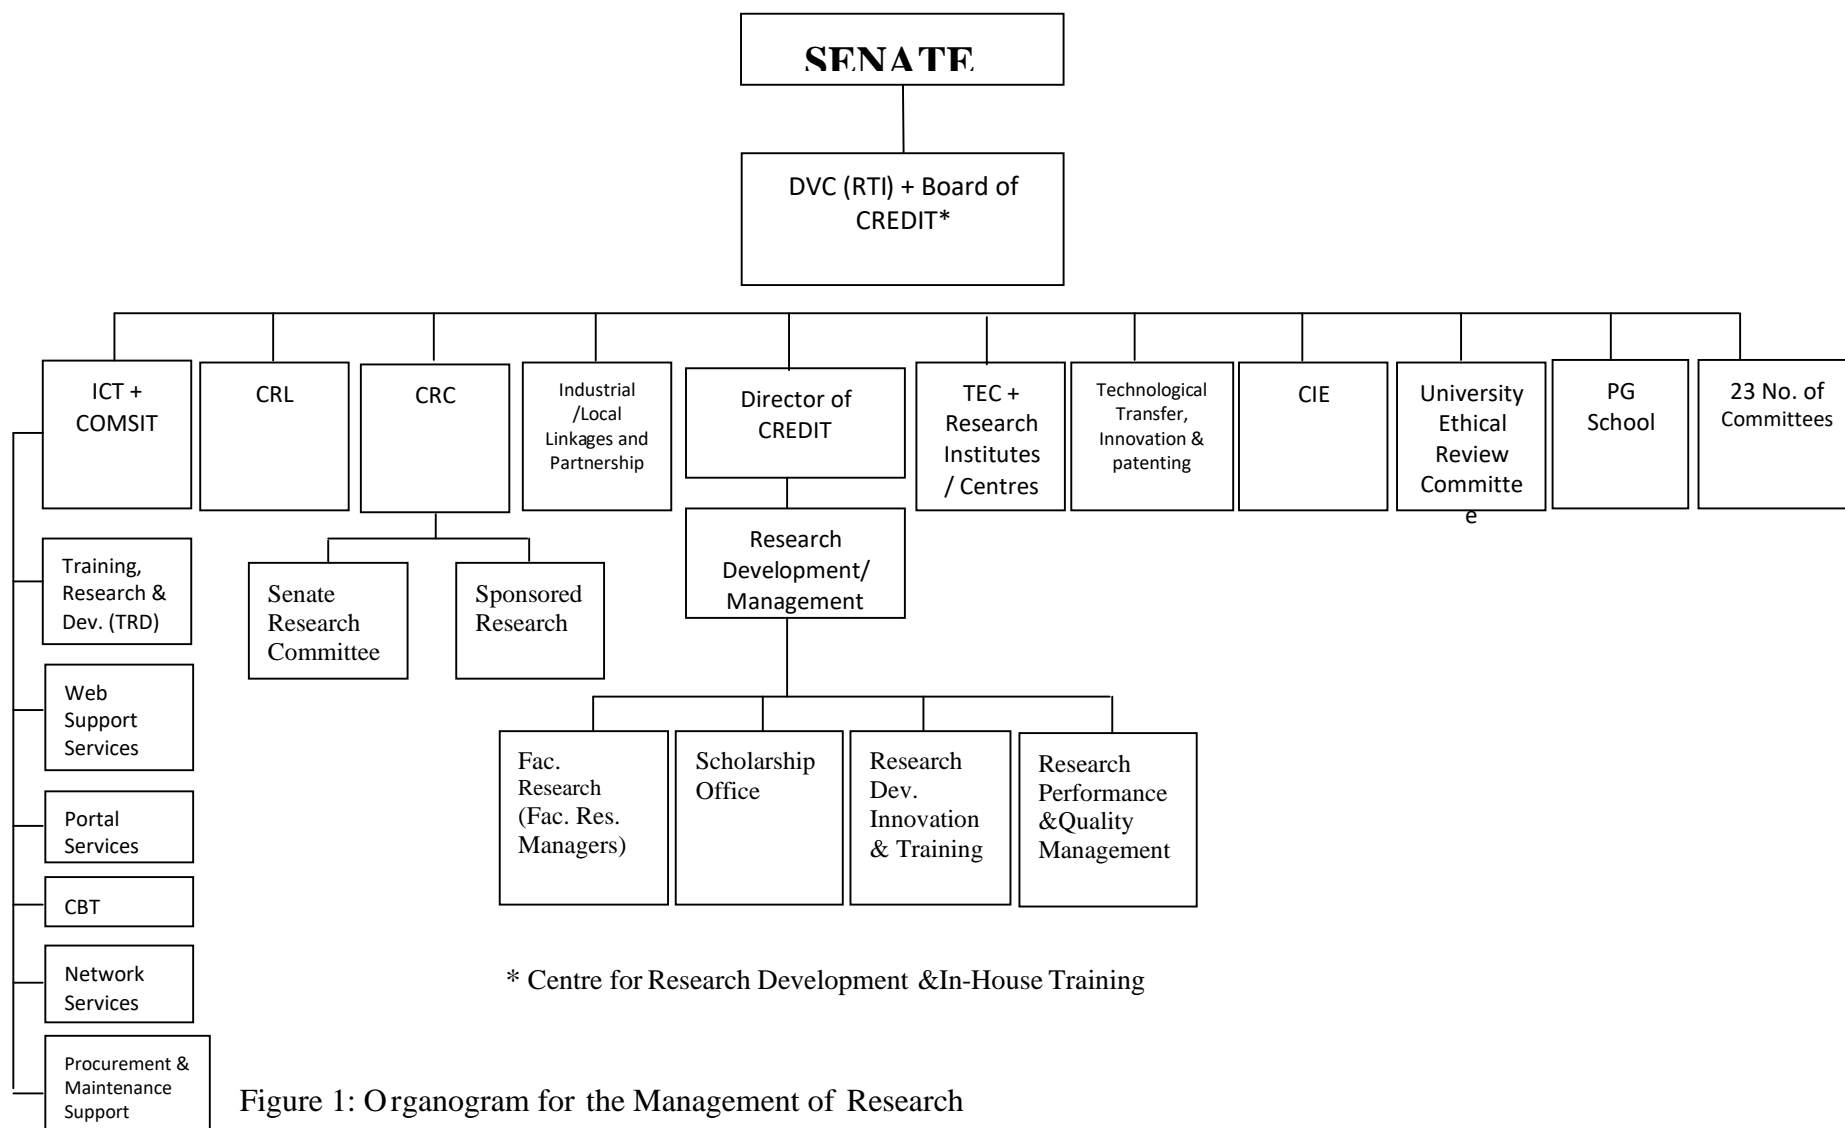 SENATE
DVC (RTI) + Board of
CREDIT*
ICT +
COMSIT
CRL
CRC
Industrial
/Local
Linkages and
Partnership
Director of
CREDIT
TEC +
Research
Institutes
/ Centres
Technological
Transfer,
Innovation &
patenting
CIE
University
Ethical
Review
Committe
e
PG
School
23 No. of
Committees
Training,
Research &
Dev. (TRD)
Web
Support
Services
Portal
Services
CBT
Network
Services
Procurement &
Maintenance
Support
Senate
Research
Committee
Sponsored
Research
Research
Development/
Management
Fac.
Research
(Fac. Res.
Managers)
Scholarship
Office
Research
Dev.
Innovation
& Training
Research
Performance
&Quality
Management
* Centre for Research Development &In-House Training
Figure 1: Organogram for the Management of Research